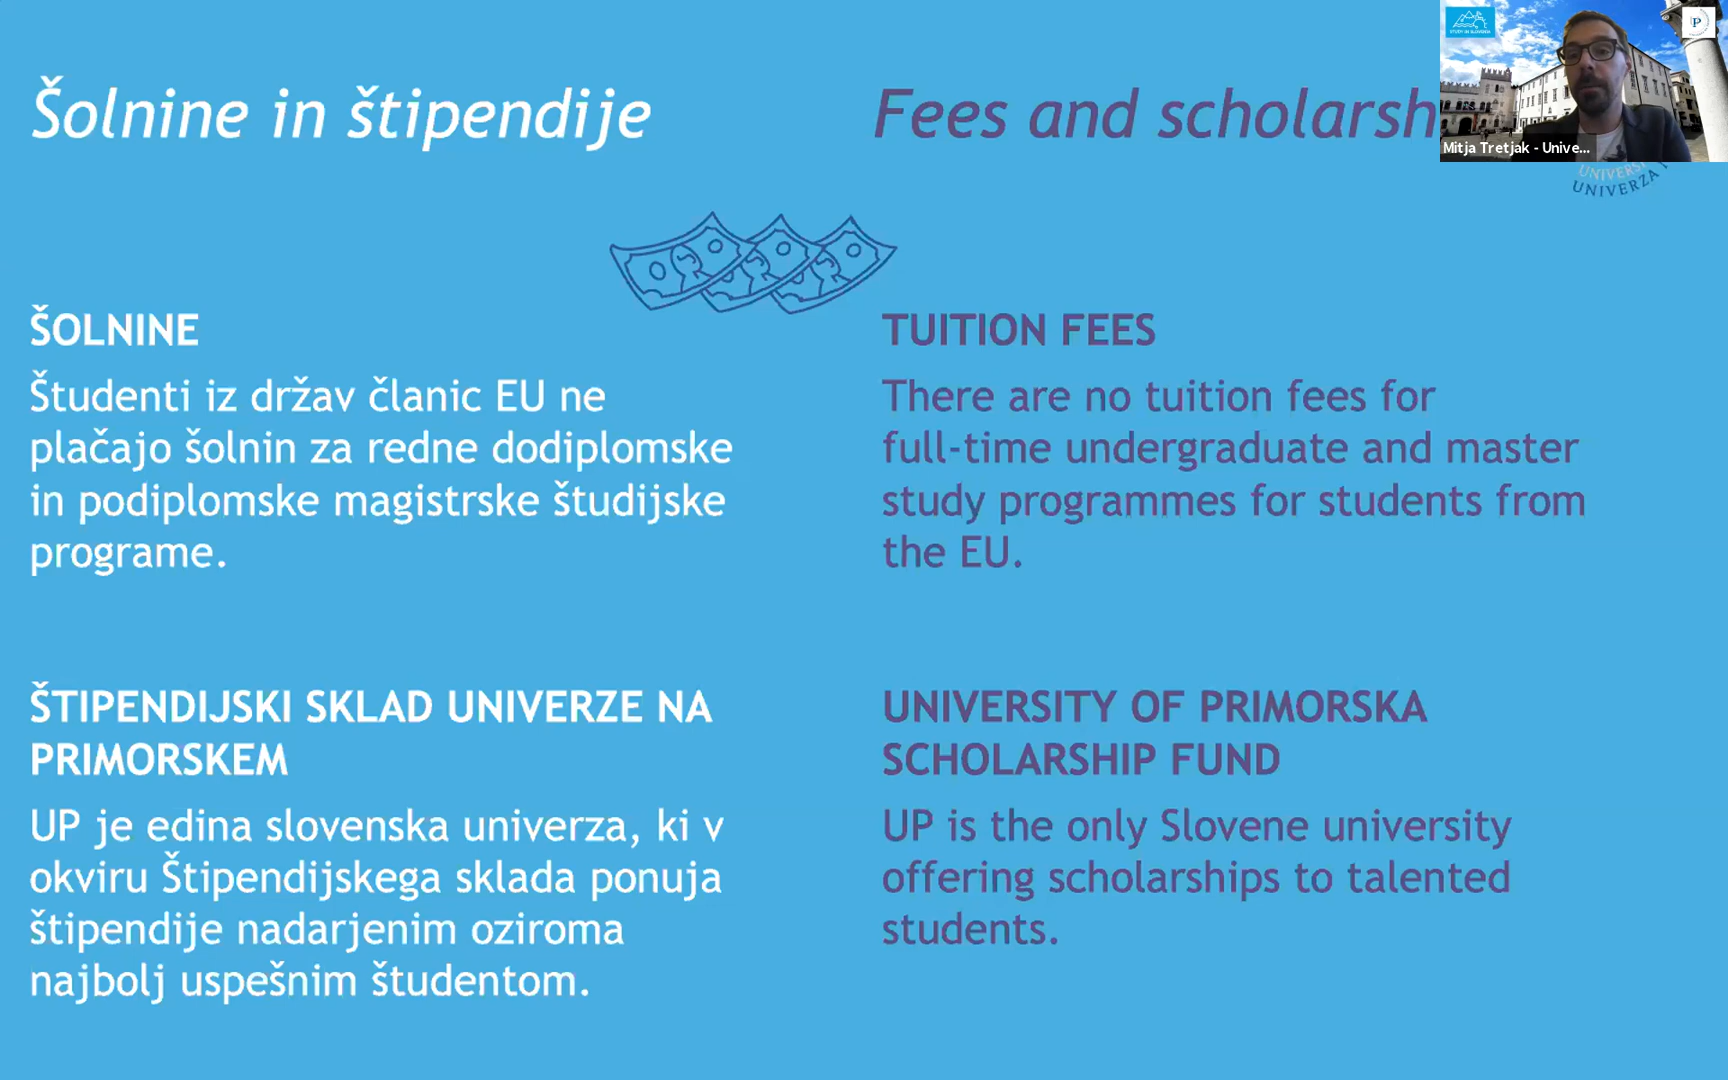 Šolnine in štipendije
ŠOLNINE
Študenti iz držav članic EU ne
plačajo šolnin za redne dodiplomske
in podiplomske magistrske študijske
programe.
ŠTIPENDIJSKI SKLAD UNIVERZE NA
PRIMORSKEM
UP je edina slovenska univerza, ki v
okviru Štipendijskega sklada ponuja
štipendije nadarjenim oziroma
najbolj uspešnim študentom.
Fees and scholarsh
TUITION FEES
There are no tuition fees for
full-time undergraduate and master
study programmes for students from
the EU.
UNIVERSITY OF PRIMORSKA
SCHOLARSHIP FUND
UP is the only Slovene university
offering scholarships to talented
students.
STUDY IN SLOVENIA
P
Mitja Tretjak - Unive...
UNIVERSI
UNIVERZA